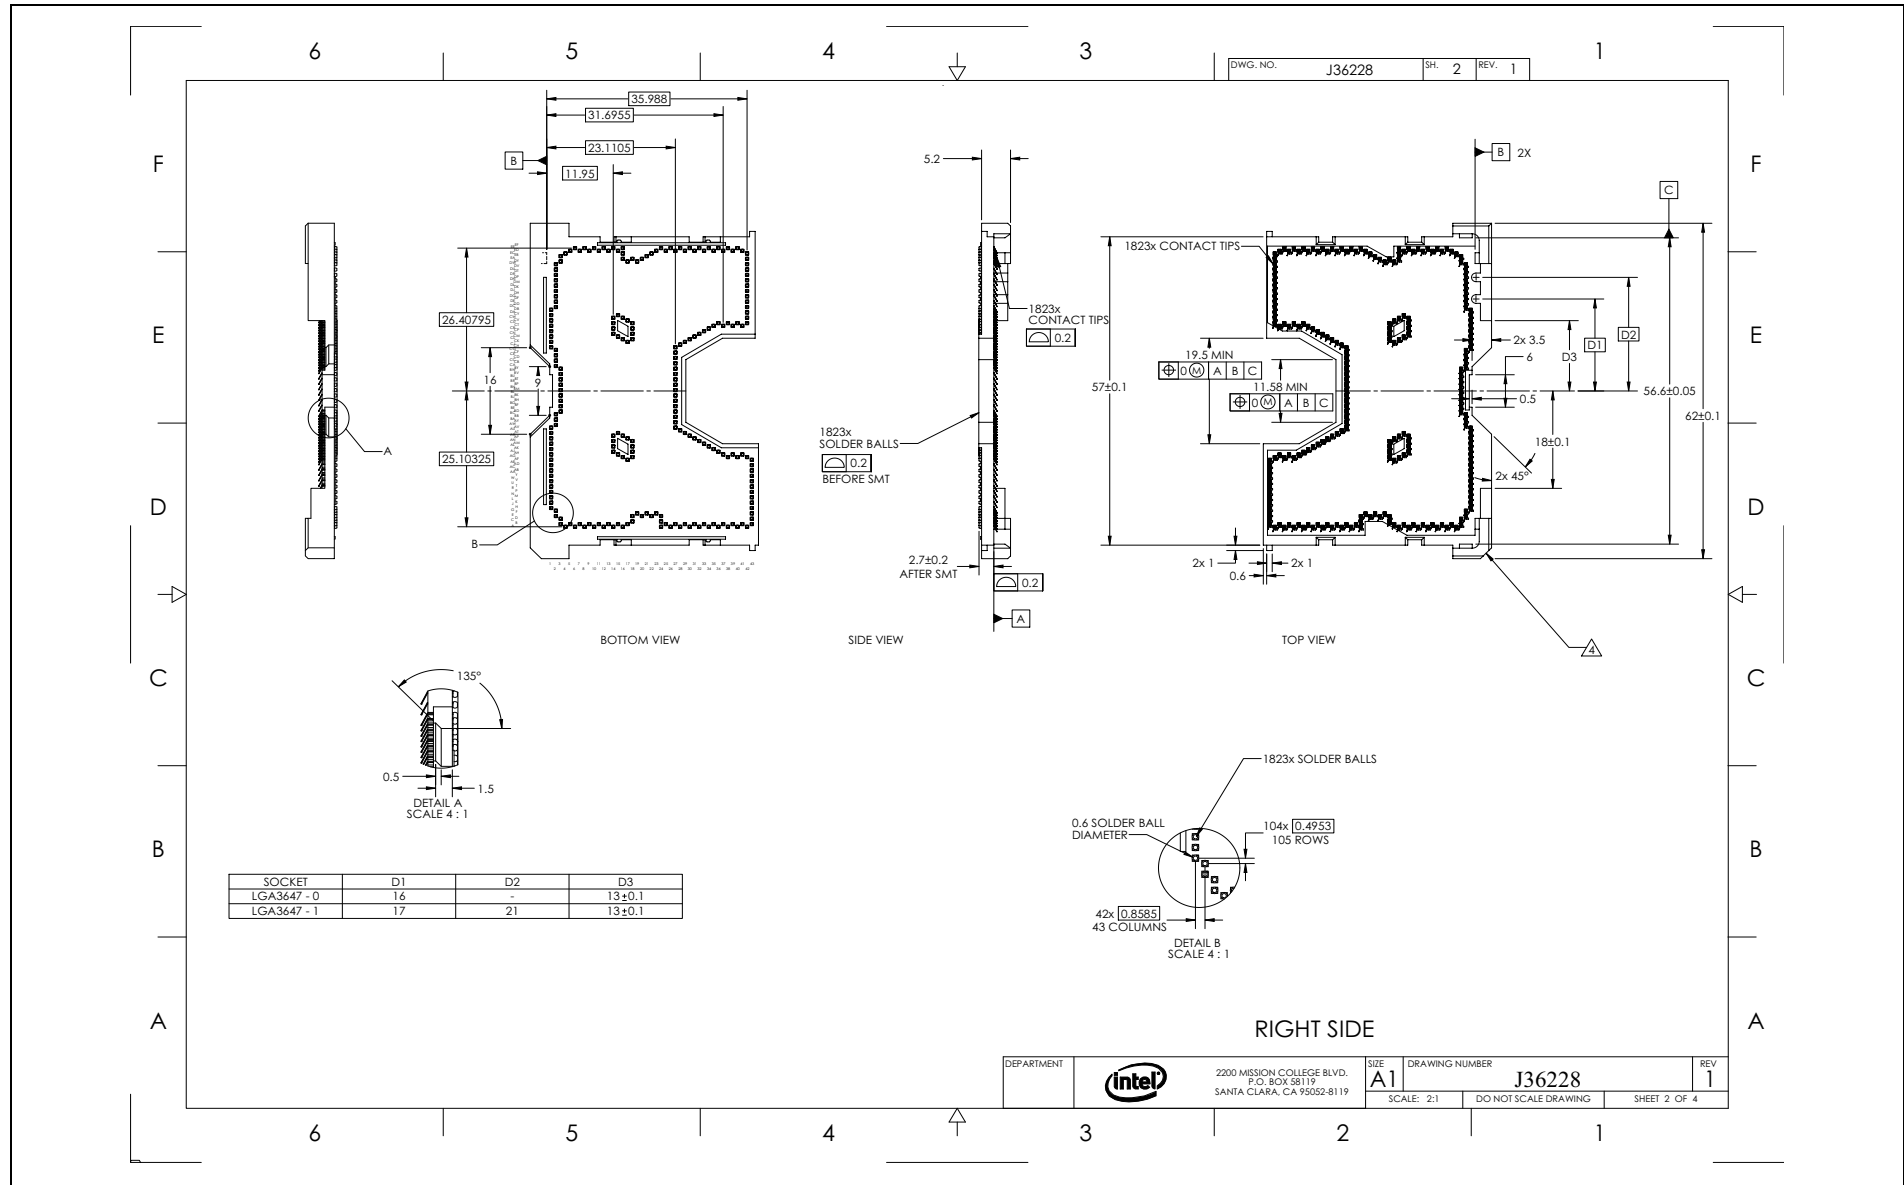 6 5 4 3 1
DWG. NO. J36228 SH. 2 REV. 1
F
E
D
C
B
A
F
E
D
C
B
A
35.988
31.6955
23.1105
B
11.95
26.40795
16
9
25.10325
A
B
BOTTOM VIEW
5.2
1823x
CONTACT TIPS
0.2
1823x
SOLDER BALLS
0.2
BEFORE SMT
2.7±0.2
AFTER SMT
0.2
A
SIDE VIEW
B 2X
C
1823x CONTACT TIPS
19.5 MIN
0 M A B C
57±0.1
11.58 MIN
0 M A B C
2x 3.5
6
D3
D1
D2
0.5
56.6±0.05
62±0.1
18±0.1
2x 45°
2x 1
2x 1
0.6
4
TOP VIEW
135°
0.5
1.5
DETAIL A
SCALE 4 : 1
SOCKET D1 D2 D3
LGA3647 - 0 16 - 13±0.1
LGA3647 - 1 17 21 13±0.1
1823x SOLDER BALLS
0.6 SOLDER BALL
DIAMETER
104x 0.4953
105 ROWS
42x 0.8585
43 COLUMNS
DETAIL B
SCALE 4 : 1
RIGHT SIDE
DEPARTMENT
intel
2200 MISSION COLLEGE BLVD.
P.O. BOX 58119
SANTA CLARA, CA 95052-8119
SIZE
A1
DRAWING NUMBER
J36228
REV
1
SCALE: 2:1 DO NOT SCALE DRAWING SHEET 2 OF 4
6 5 4 3 2 1